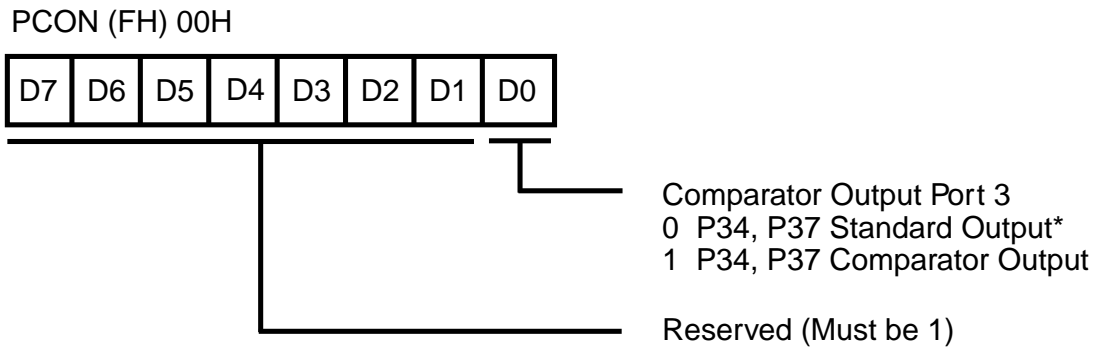 PCON (FH) 00H
D7 D6 D5 D4 D3 D2 D1 D0
Comparator Output Port 3
0 P34, P37 Standard Output*
1 P34, P37 Comparator Output
Reserved (Must be 1)